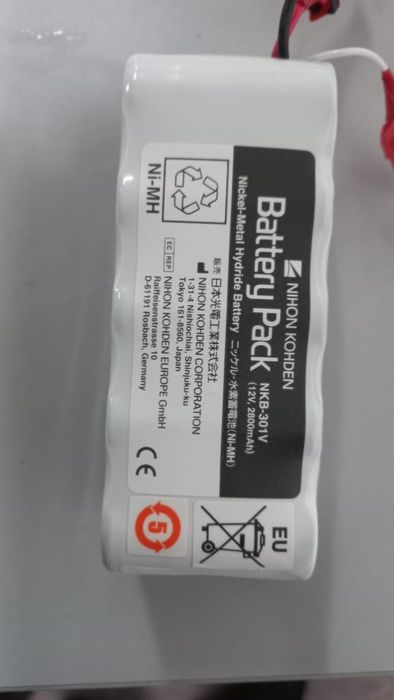 NIHON KOHDEN
Battery Pack NKB-301V
(12V, 2800mAh)
Nickel-Metal Hydride Battery ニッケル・水素蓄電池(Ni-MH)
Ni-MH
販売 日本光電工業株式会社
NIHON KOHDEN CORPORATION
1-31-4 Nishiochiai, Shinjuku-ku
Tokyo 161-8560, Japan
EC REP NIHON KOHDEN EUROPE GmbH
Raiffeisenstrasse 10
D-61191 Rosbach, Germany
CE
EU
5